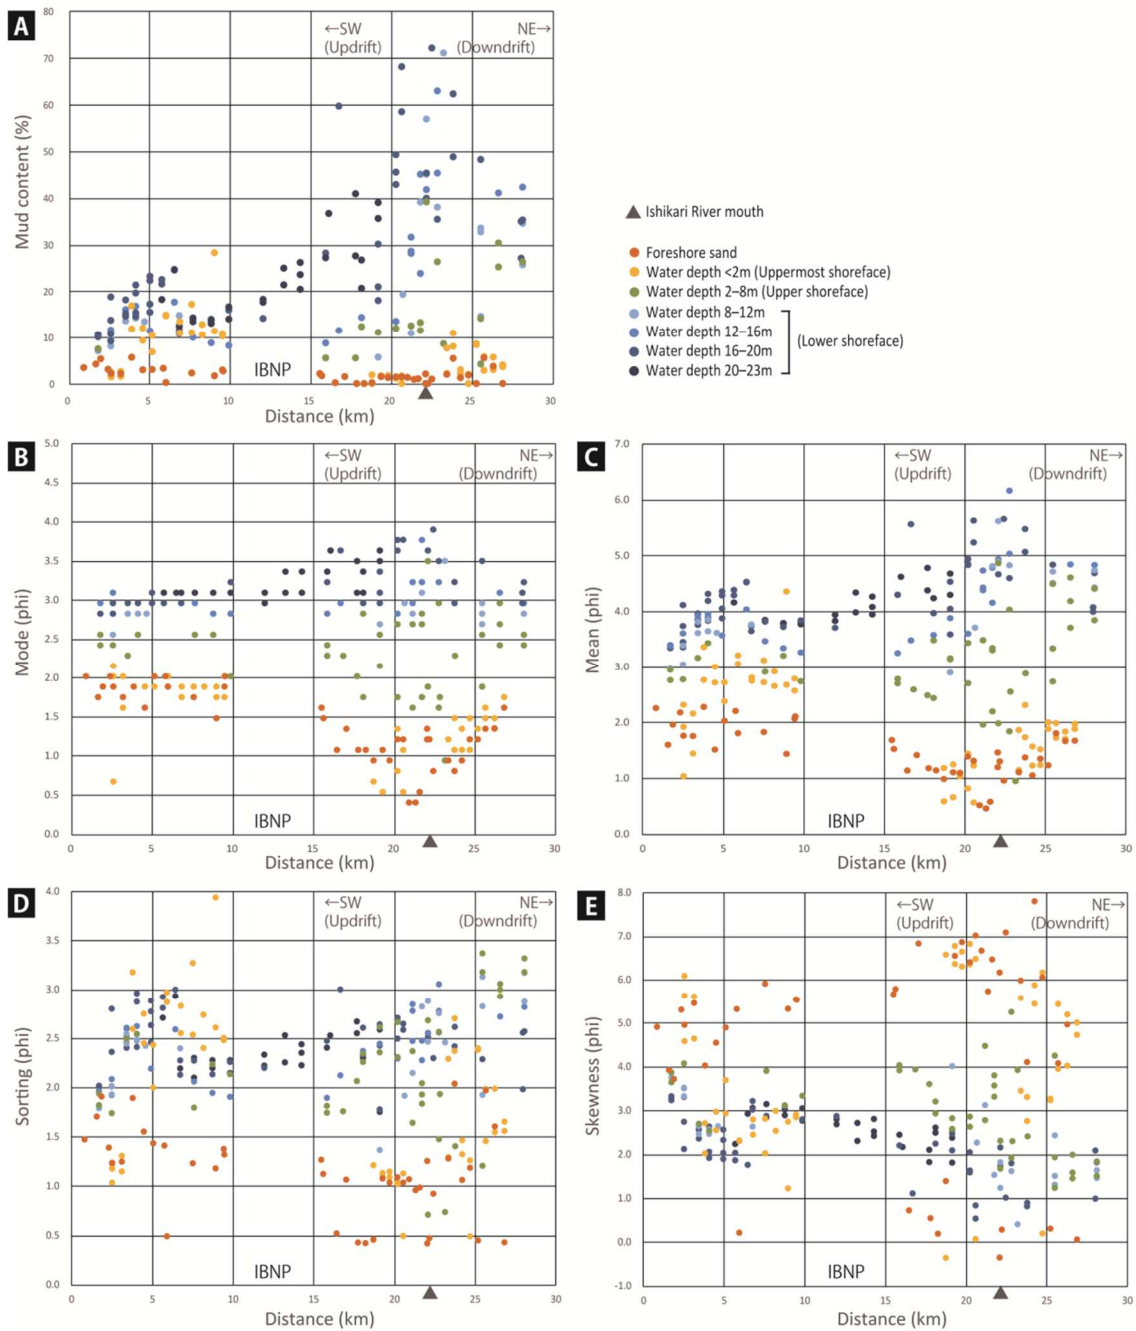 A
80
70
60
50
40
30
20
10
0
Mud content (%)
←SW
(Updrift)
NE→
(Downdrift)
IBNP
0 5 10 15 20 25 30
Distance (km)
Ishikari River mouth
Foreshore sand
Water depth <2m (Uppermost shoreface)
Water depth 2–8m (Upper shoreface)
Water depth 8–12m
Water depth 12–16m
Water depth 16–20m
Water depth 20–23m
(Lower shoreface)
B
5.0
4.5
4.0
3.5
3.0
2.5
2.0
1.5
1.0
0.5
0.0
Mode (phi)
←SW
(Updrift)
NE→
(Downdrift)
IBNP
0 5 10 15 20 25 30
Distance (km)
C
7.0
6.0
5.0
4.0
3.0
2.0
1.0
0.0
Mean (phi)
←SW
(Updrift)
NE→
(Downdrift)
IBNP
0 5 10 15 20 25 30
Distance (km)
D
4.0
3.5
3.0
2.5
2.0
1.5
1.0
0.5
0.0
Sorting (phi)
←SW
(Updrift)
NE→
(Downdrift)
IBNP
0 5 10 15 20 25 30
Distance (km)
E
8.0
7.0
6.0
5.0
4.0
3.0
2.0
1.0
0.0
-1.0
Skewness (phi)
←SW
(Updrift)
NE→
(Downdrift)
IBNP
0 5 10 15 20 25 30
Distance (km)